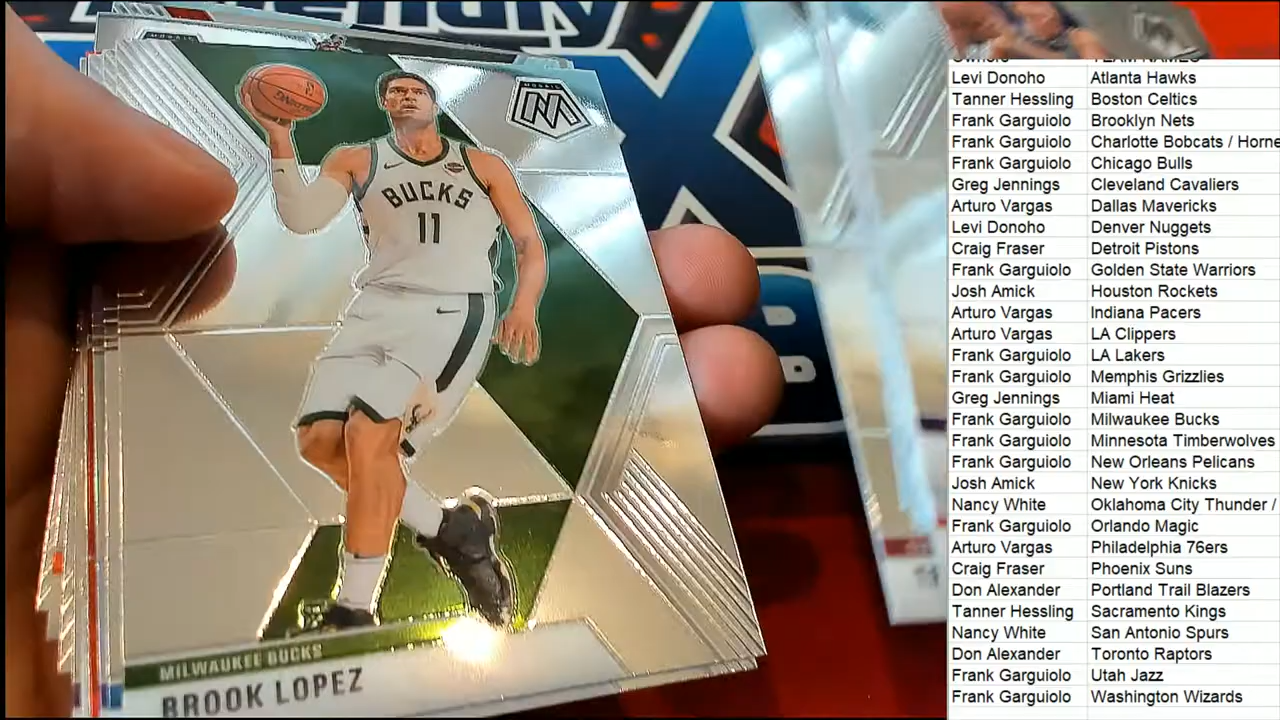 MOSAIC
MOSAIC
BUCKS
11
MILWAUKEE BUCKS
BROOK LOPEZ
Owners TEAM NAMES
Levi Donoho Atlanta Hawks
Tanner Hessling Boston Celtics
Frank Garguiolo Brooklyn Nets
Frank Garguiolo Charlotte Bobcats / Horne
Frank Garguiolo Chicago Bulls
Greg Jennings Cleveland Cavaliers
Arturo Vargas Dallas Mavericks
Levi Donoho Denver Nuggets
Craig Fraser Detroit Pistons
Frank Garguiolo Golden State Warriors
Josh Amick Houston Rockets
Arturo Vargas Indiana Pacers
Arturo Vargas LA Clippers
Frank Garguiolo LA Lakers
Frank Garguiolo Memphis Grizzlies
Greg Jennings Miami Heat
Frank Garguiolo Milwaukee Bucks
Frank Garguiolo Minnesota Timberwolves
Frank Garguiolo New Orleans Pelicans
Josh Amick New York Knicks
Nancy White Oklahoma City Thunder /
Frank Garguiolo Orlando Magic
Arturo Vargas Philadelphia 76ers
Craig Fraser Phoenix Suns
Don Alexander Portland Trail Blazers
Tanner Hessling Sacramento Kings
Nancy White San Antonio Spurs
Don Alexander Toronto Raptors
Frank Garguiolo Utah Jazz
Frank Garguiolo Washington Wizards